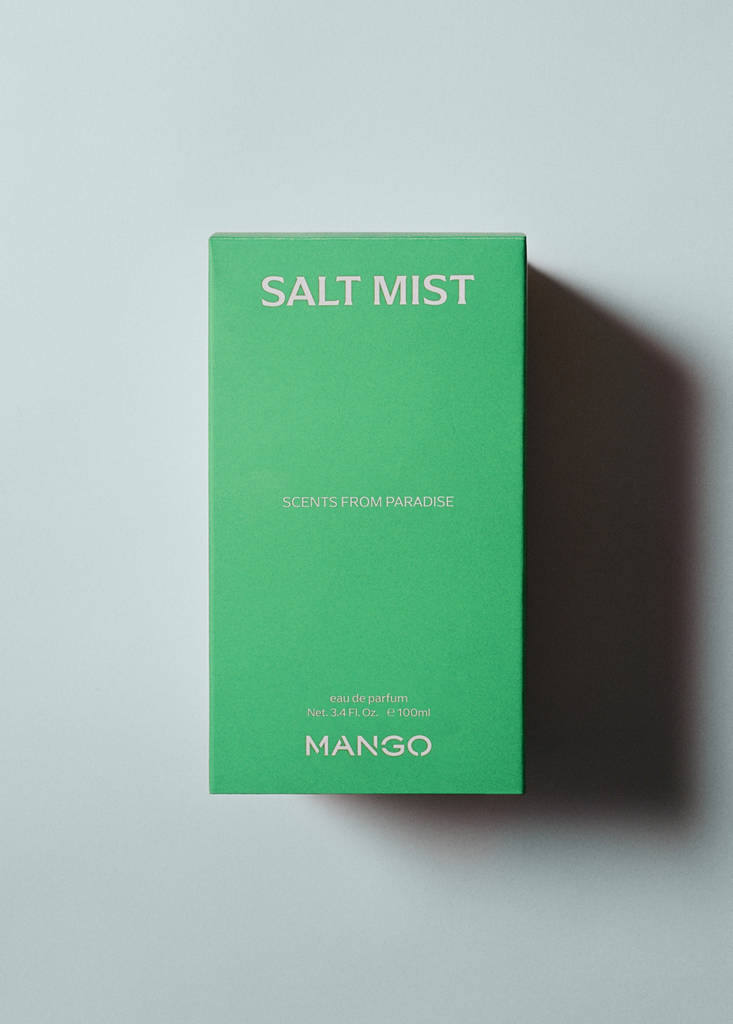 SALT MIST
SCENTS FROM PARADISE
eau de parfum
Net. 3.4 Fl. Oz. ℮ 100ml
MANGO